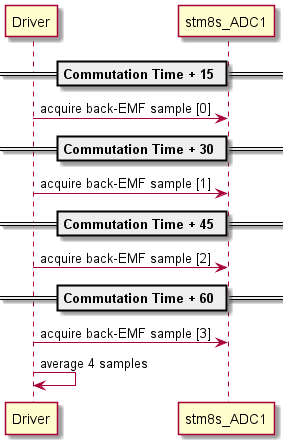 Driver stm8s_ADC1
Commutation Time + 15
acquire back-EMF sample [0]
Commutation Time + 30
acquire back-EMF sample [1]
Commutation Time + 45
acquire back-EMF sample [2]
Commutation Time + 60
acquire back-EMF sample [3]
average 4 samples
Driver stm8s_ADC1